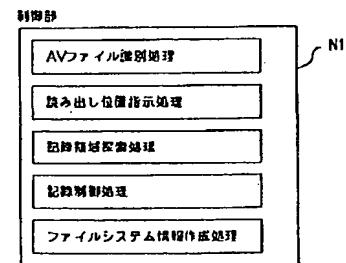 制御部
N1
AVファイル識別処理
読み出し位置指示処理
記録領域探索処理
記録制御処理
ファイルシステム情報作成処理